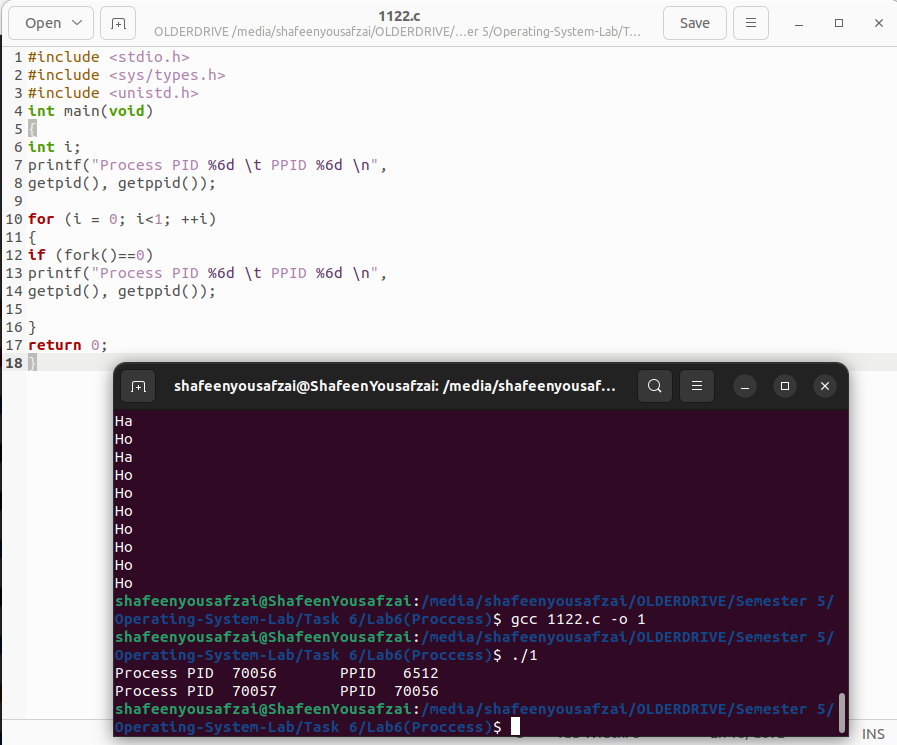 Open
1122.c
OLDERDRIVE /media/shafeenyousafzai/OLDERDRIVE/...er 5/Operating-System-Lab/T...
Save
1 #include <stdio.h>
2 #include <sys/types.h>
3 #include <unistd.h>
4 int main(void)
5 {
6 int i;
7 printf("Process PID %6d \t PPID %6d \n",
8 getpid(), getppid());
9
10 for (i = 0; i<1; ++i)
11 {
12 if (fork()==0)
13 printf("Process PID %6d \t PPID %6d \n",
14 getpid(), getppid());
15
16 }
17 return 0;
18 }
shafeenyousafzai@ShafeenYousafzai: /media/shafeenyousaf...
Ha
Ho
Ha
Ho
Ho
Ho
Ho
Ho
Ho
Ho
shafeenyousafzai@ShafeenYousafzai:/media/shafeenyousafzai/OLDERDRIVE/Semester 5/
Operating-System-Lab/Task 6/Lab6(Proccess)$ gcc 1122.c -o 1
shafeenyousafzai@ShafeenYousafzai:/media/shafeenyousafzai/OLDERDRIVE/Semester 5/
Operating-System-Lab/Task 6/Lab6(Proccess)$ ./1
Process PID  70056       PPID   6512
Process PID  70057       PPID  70056
shafeenyousafzai@ShafeenYousafzai:/media/shafeenyousafzai/OLDERDRIVE/Semester 5/
Operating-System-Lab/Task 6/Lab6(Proccess)$
INS